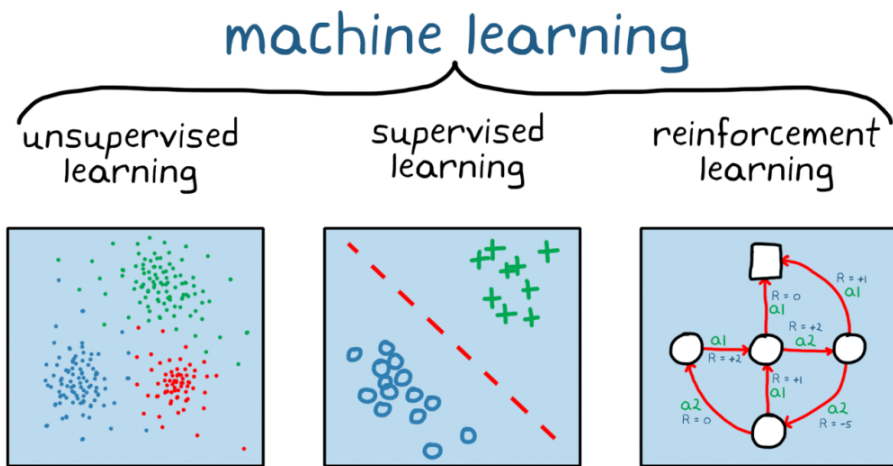 machine learning
unsupervised
learning
supervised
learning
reinforcement
learning
R = +1
a1
R = 0
a1
a1
R = +2
R = +2
a2
R = +1
a1
a2
R = 0
a2
R = -5